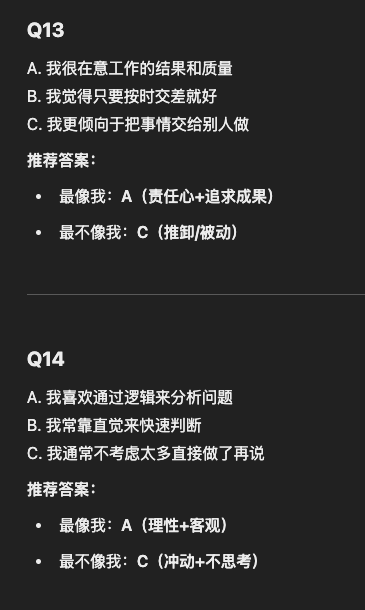 Q13
A. 我很在意工作的结果和质量
B. 我觉得只要按时交差就好
C. 我更倾向于把事情交给别人做
推荐答案：
• 最像我：A（责任心+追求成果）
• 最不像我：C（推卸/被动）
Q14
A. 我喜欢通过逻辑来分析问题
B. 我常靠直觉来快速判断
C. 我通常不考虑太多直接做了再说
推荐答案：
• 最像我：A（理性+客观）
• 最不像我：C（冲动+不思考）